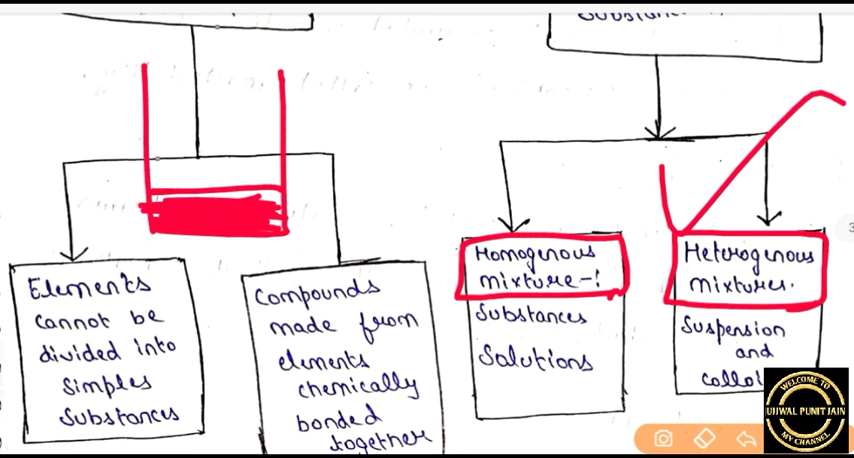 Elements
cannot be
divided into
simples
substances
Compounds
made from
elements
chemically
bonded
together
Homogenous
mixture-:
Substances
Solutions
Heterogenous
mixtures.
Suspension
and
WELCOME TO
UJJWAL PUNIT JAIN
MY CHANNEL
3